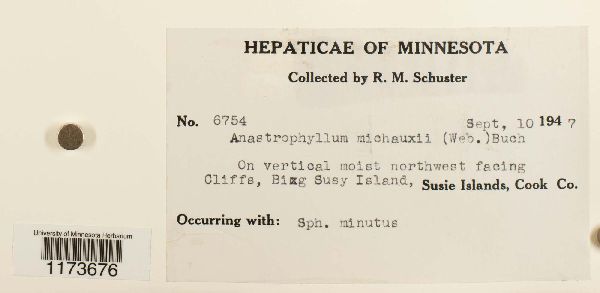 HEPATICAE OF MINNESOTA
Collected by R. M. Schuster
No. 6754 Sept, 10 1947
Anastrophyllum michauxii (Web.)Buch
On vertical moist northwest facing
Cliffs, Bixg Susy Island, Susie Islands, Cook Co.
Occurring with: Sph. minutus
University of Minnesota Herbarium
1173676